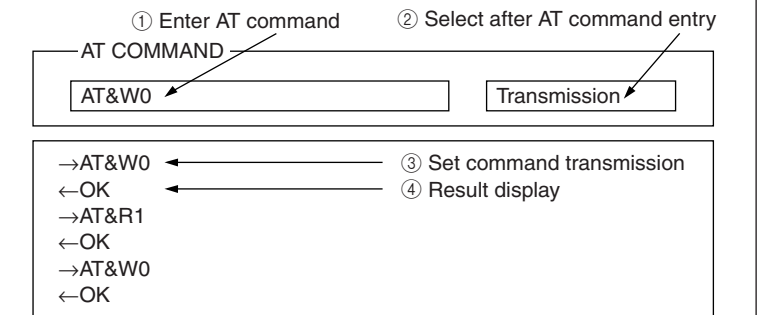 ① Enter AT command ② Select after AT command entry
AT COMMAND
AT&W0 Transmission
→AT&W0 ③ Set command transmission
←OK ④ Result display
→AT&R1
←OK
→AT&W0
←OK